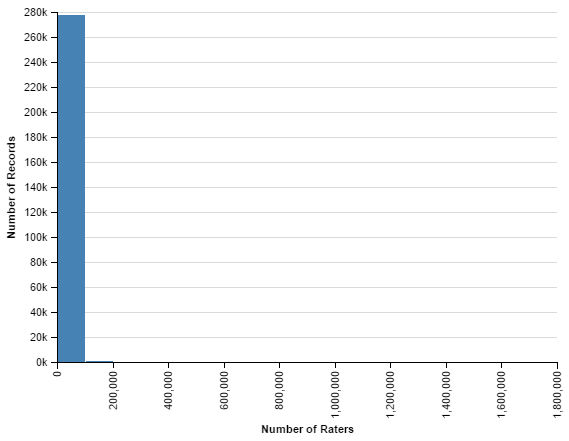 280k
260k
240k
220k
200k
180k
160k
140k
120k
100k
80k
60k
40k
20k
0k
Number of Records
0
200,000
400,000
600,000
800,000
1,000,000
1,200,000
1,400,000
1,600,000
1,800,000
Number of Raters